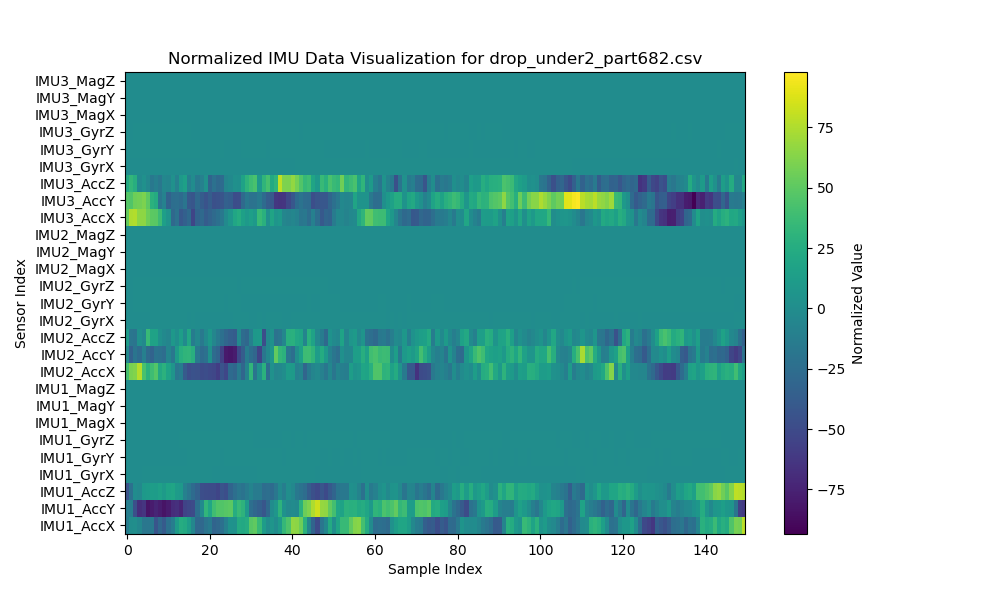 Normalized IMU Data Visualization for drop_under2_part682.csv
IMU3_MagZ
IMU3_MagY
IMU3_MagX
IMU3_GyrZ
IMU3_GyrY
IMU3_GyrX
IMU3_AccZ
IMU3_AccY
IMU3_AccX
IMU2_MagZ
IMU2_MagY
IMU2_MagX
IMU2_GyrZ
IMU2_GyrY
IMU2_GyrX
IMU2_AccZ
IMU2_AccY
IMU2_AccX
IMU1_MagZ
IMU1_MagY
IMU1_MagX
IMU1_GyrZ
IMU1_GyrY
IMU1_GyrX
IMU1_AccZ
IMU1_AccY
IMU1_AccX
Sensor Index
0 20 40 60 80 100 120 140
Sample Index
75
50
25
0
−25
−50
−75
Normalized Value